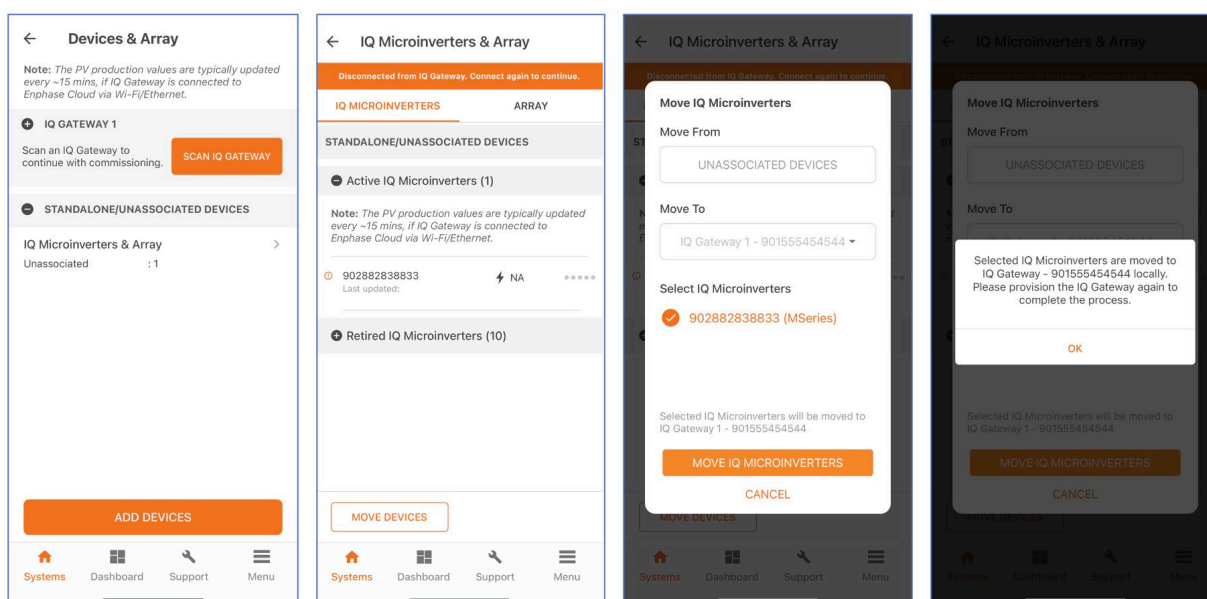 Devices & Array
Note: The PV production values are typically updated
every ~15 mins, if IQ Gateway is connected to
Enphase Cloud via Wi-Fi/Ethernet.
IQ GATEWAY 1
Scan an IQ Gateway to
continue with commissioning.
SCAN IQ GATEWAY
STANDALONE/UNASSOCIATED DEVICES
IQ Microinverters & Array
Unassociated : 1
ADD DEVICES
Systems Dashboard Support Menu
IQ Microinverters & Array
Disconnected from IQ Gateway. Connect again to continue.
IQ MICROINVERTERS ARRAY
STANDALONE/UNASSOCIATED DEVICES
Active IQ Microinverters (1)
Note: The PV production values are typically updated
every ~15 mins, if IQ Gateway is connected to
Enphase Cloud via Wi-Fi/Ethernet.
902882838833 NA
Last updated:
Retired IQ Microinverters (10)
MOVE DEVICES
Systems Dashboard Support Menu
IQ Microinverters & Array
Disconnected from IQ Gateway. Connect again to continue.
Move IQ Microinverters
Move From
UNASSOCIATED DEVICES
Move To
IQ Gateway 1 - 901555454544
Select IQ Microinverters
902882838833 (MSeries)
Selected IQ Microinverters will be moved to
IQ Gateway 1 - 901555454544
MOVE IQ MICROINVERTERS
CANCEL
MOVE DEVICES
Systems Dashboard Support Menu
IQ Microinverters & Array
Move IQ Microinverters
Move From
UNASSOCIATED DEVICES
Move To
Selected IQ Microinverters are moved to
IQ Gateway - 901555454544 locally.
Please provision the IQ Gateway again to
complete the process.
OK
Selected IQ Microinverters will be moved to
IQ Gateway 1 - 901555454544
MOVE IQ MICROINVERTERS
CANCEL
MOVE DEVICES
Systems Dashboard Support Menu